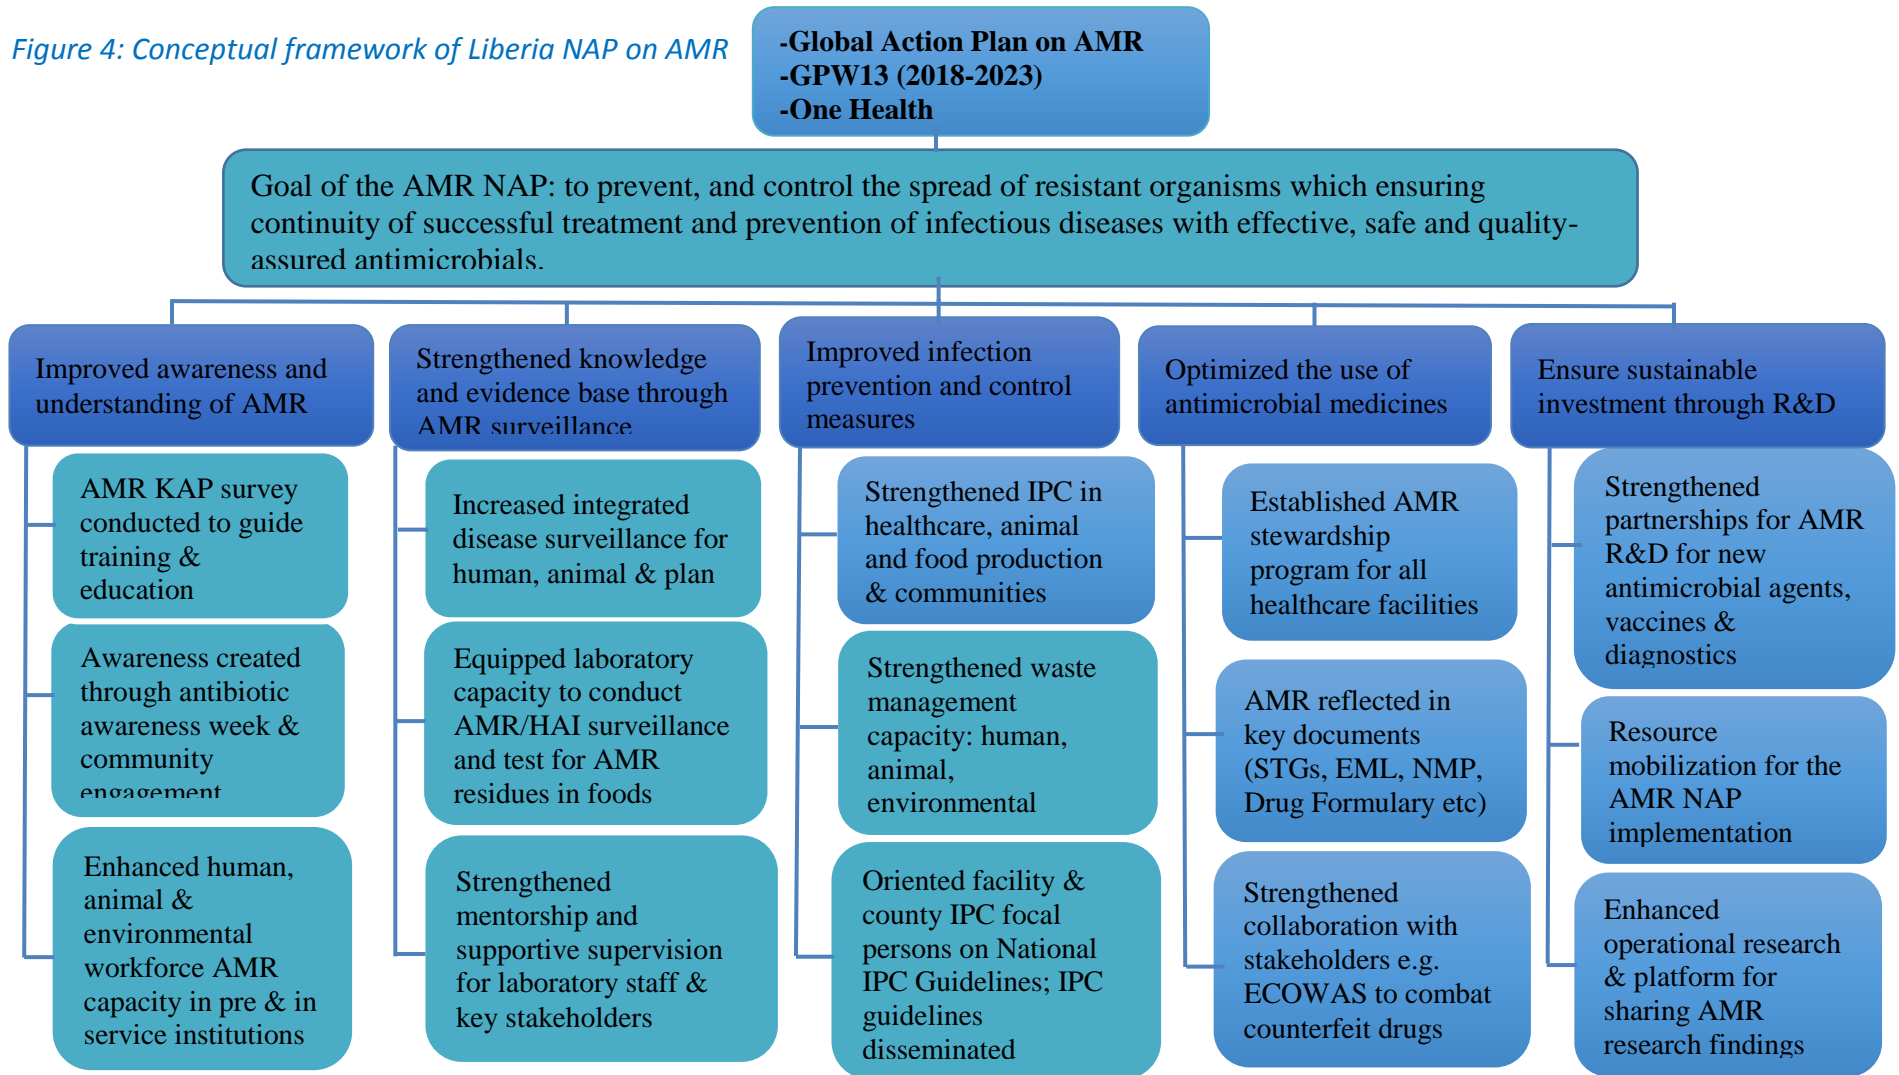 Figure 4: Conceptual framework of Liberia NAP on AMR
-Global Action Plan on AMR
-GPW13 (2018-2023)
-One Health
Goal of the AMR NAP: to prevent, and control the spread of resistant organisms which ensuring
continuity of successful treatment and prevention of infectious diseases with effective, safe and quality-
assured antimicrobials.
Improved awareness and
understanding of AMR
AMR KAP survey
conducted to guide
training &
education
Awareness created
through antibiotic
awareness week &
community
engagement
Enhanced human,
animal &
environmental
workforce AMR
capacity in pre & in
service institutions
Strengthened knowledge
and evidence base through
AMR surveillance
Increased integrated
disease surveillance for
human, animal & plan
Equipped laboratory
capacity to conduct
AMR/HAI surveillance
and test for AMR
residues in foods
Strengthened
mentorship and
supportive supervision
for laboratory staff &
key stakeholders
Improved infection
prevention and control
measures
Strengthened IPC in
healthcare, animal
and food production
& communities
Strengthened waste
management
capacity: human,
animal,
environmental
Oriented facility &
county IPC focal
persons on National
IPC Guidelines; IPC
guidelines
disseminated
Optimized the use of
antimicrobial medicines
Established AMR
stewardship
program for all
healthcare facilities
AMR reflected in
key documents
(STGs, EML, NMP,
Drug Formulary etc)
Strengthened
collaboration with
stakeholders e.g.
ECOWAS to combat
counterfeit drugs
Ensure sustainable
investment through R&D
Strengthened
partnerships for AMR
R&D for new
antimicrobial agents,
vaccines &
diagnostics
Resource
mobilization for the
AMR NAP
implementation
Enhanced
operational research
& platform for
sharing AMR
research findings